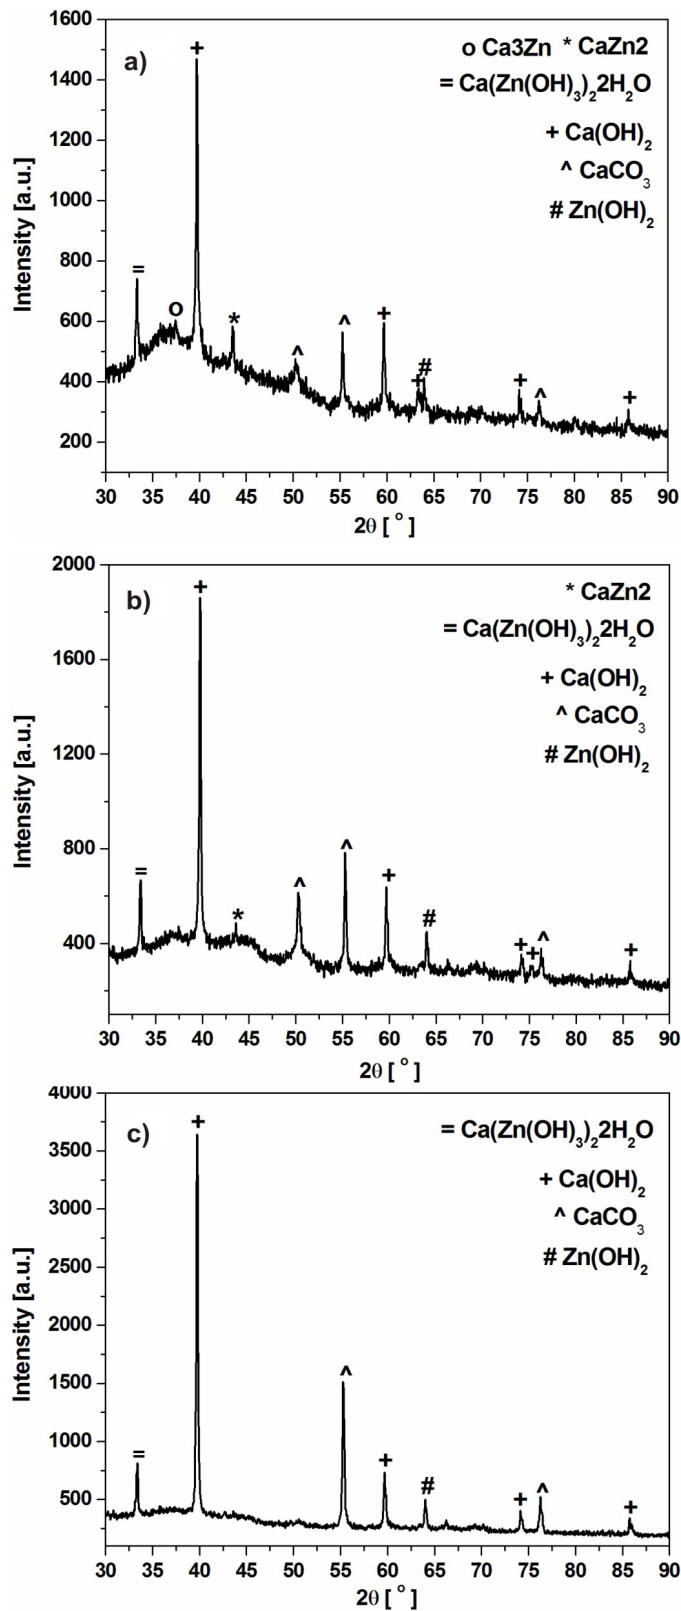 a)
o Ca3Zn * CaZn2
= Ca(Zn(OH)₃)₂2H₂O
+ Ca(OH)₂
^ CaCO₃
# Zn(OH)₂
Intensity [a.u.]
1600
1400
1200
1000
800
600
400
200
= o + * ^ ^ + + # + ^ +
30 35 40 45 50 55 60 65 70 75 80 85 90
2θ [ ° ]
b)
* CaZn2
= Ca(Zn(OH)₃)₂2H₂O
+ Ca(OH)₂
^ CaCO₃
# Zn(OH)₂
Intensity [a.u.]
2000
1600
1200
800
400
= + * ^ ^ + # + + ^ +
30 35 40 45 50 55 60 65 70 75 80 85 90
2θ [ ° ]
c)
= Ca(Zn(OH)₃)₂2H₂O
+ Ca(OH)₂
^ CaCO₃
# Zn(OH)₂
Intensity [a.u.]
4000
3500
3000
2500
2000
1500
1000
500
= + ^ + # + ^ +
30 35 40 45 50 55 60 65 70 75 80 85 90
2θ [ ° ]